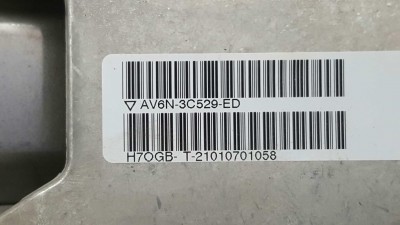 ▽ AV6N-3C529-ED
H7OGB- T-21010701058